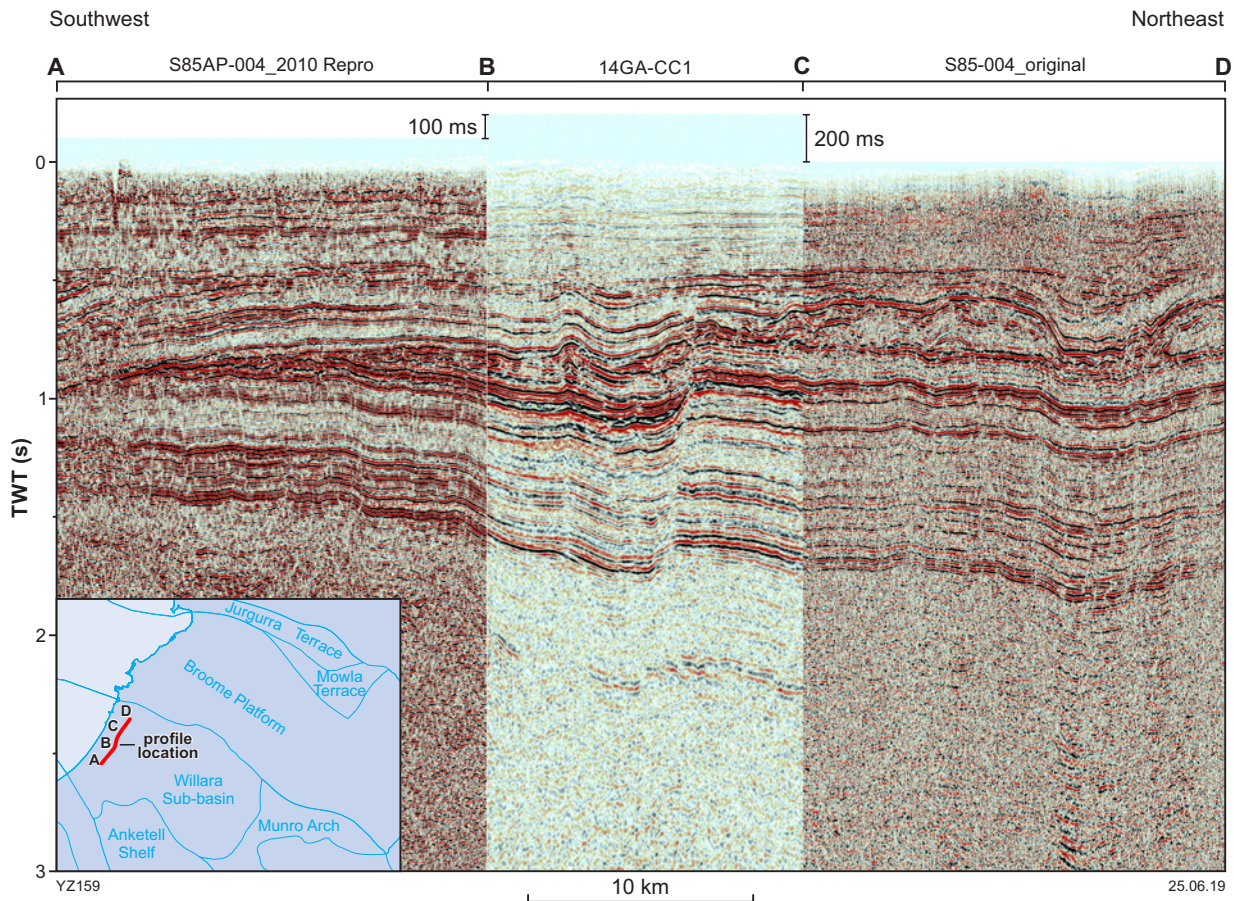 Southwest
Northeast
A
S85AP-004_2010 Repro
B
14GA-CC1
C
S85-004_original
D
100 ms
200 ms
0
1
TWT (s)
2
3
Jurgurra Terrace
Mowla
Terrace
Broome Platform
D
C
B
A
profile
location
Willara
Sub-basin
Munro Arch
Anketell
Shelf
YZ159
10 km
25.06.19